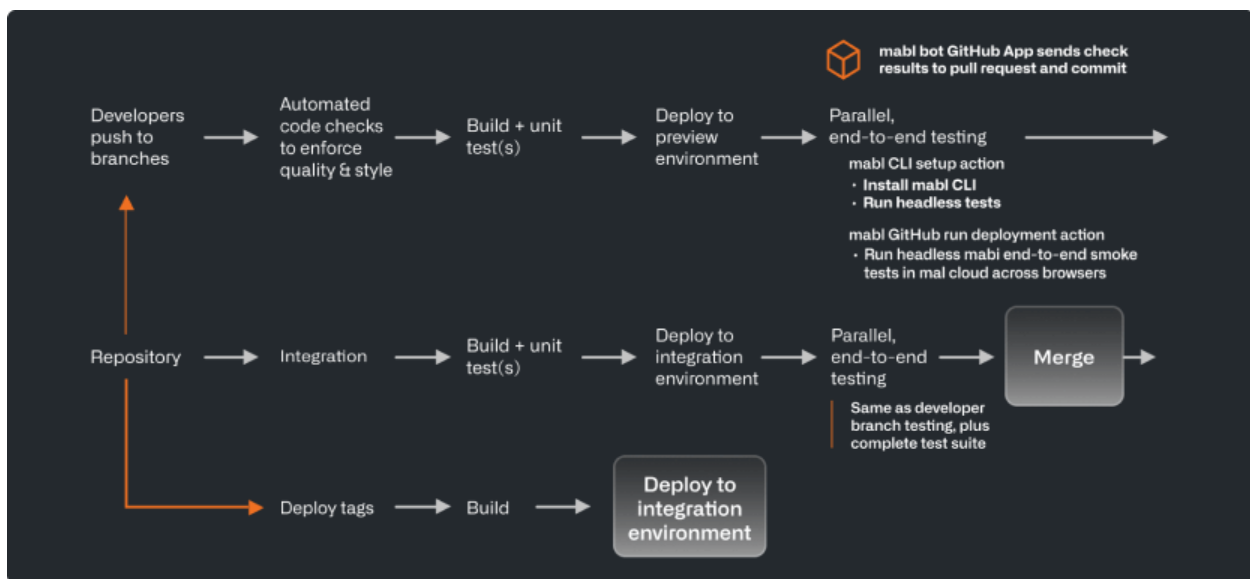 mabl bot GitHub App sends check
results to pull request and commit
Developers
push to
branches
Automated
code checks
to enforce
quality & style
Build + unit
test(s)
Deploy to
preview
environment
Parallel,
end-to-end testing
mabl CLI setup action
· Install mabl CLI
· Run headless tests
mabl GitHub run deployment action
· Run headless mabi end-to-end smoke
tests in mal cloud across browsers
Repository
Integration
Build + unit
test(s)
Deploy to
integration
environment
Parallel,
end-to-end
testing
Merge
Same as developer
branch testing, plus
complete test suite
Deploy tags
Build
Deploy to
integration
environment